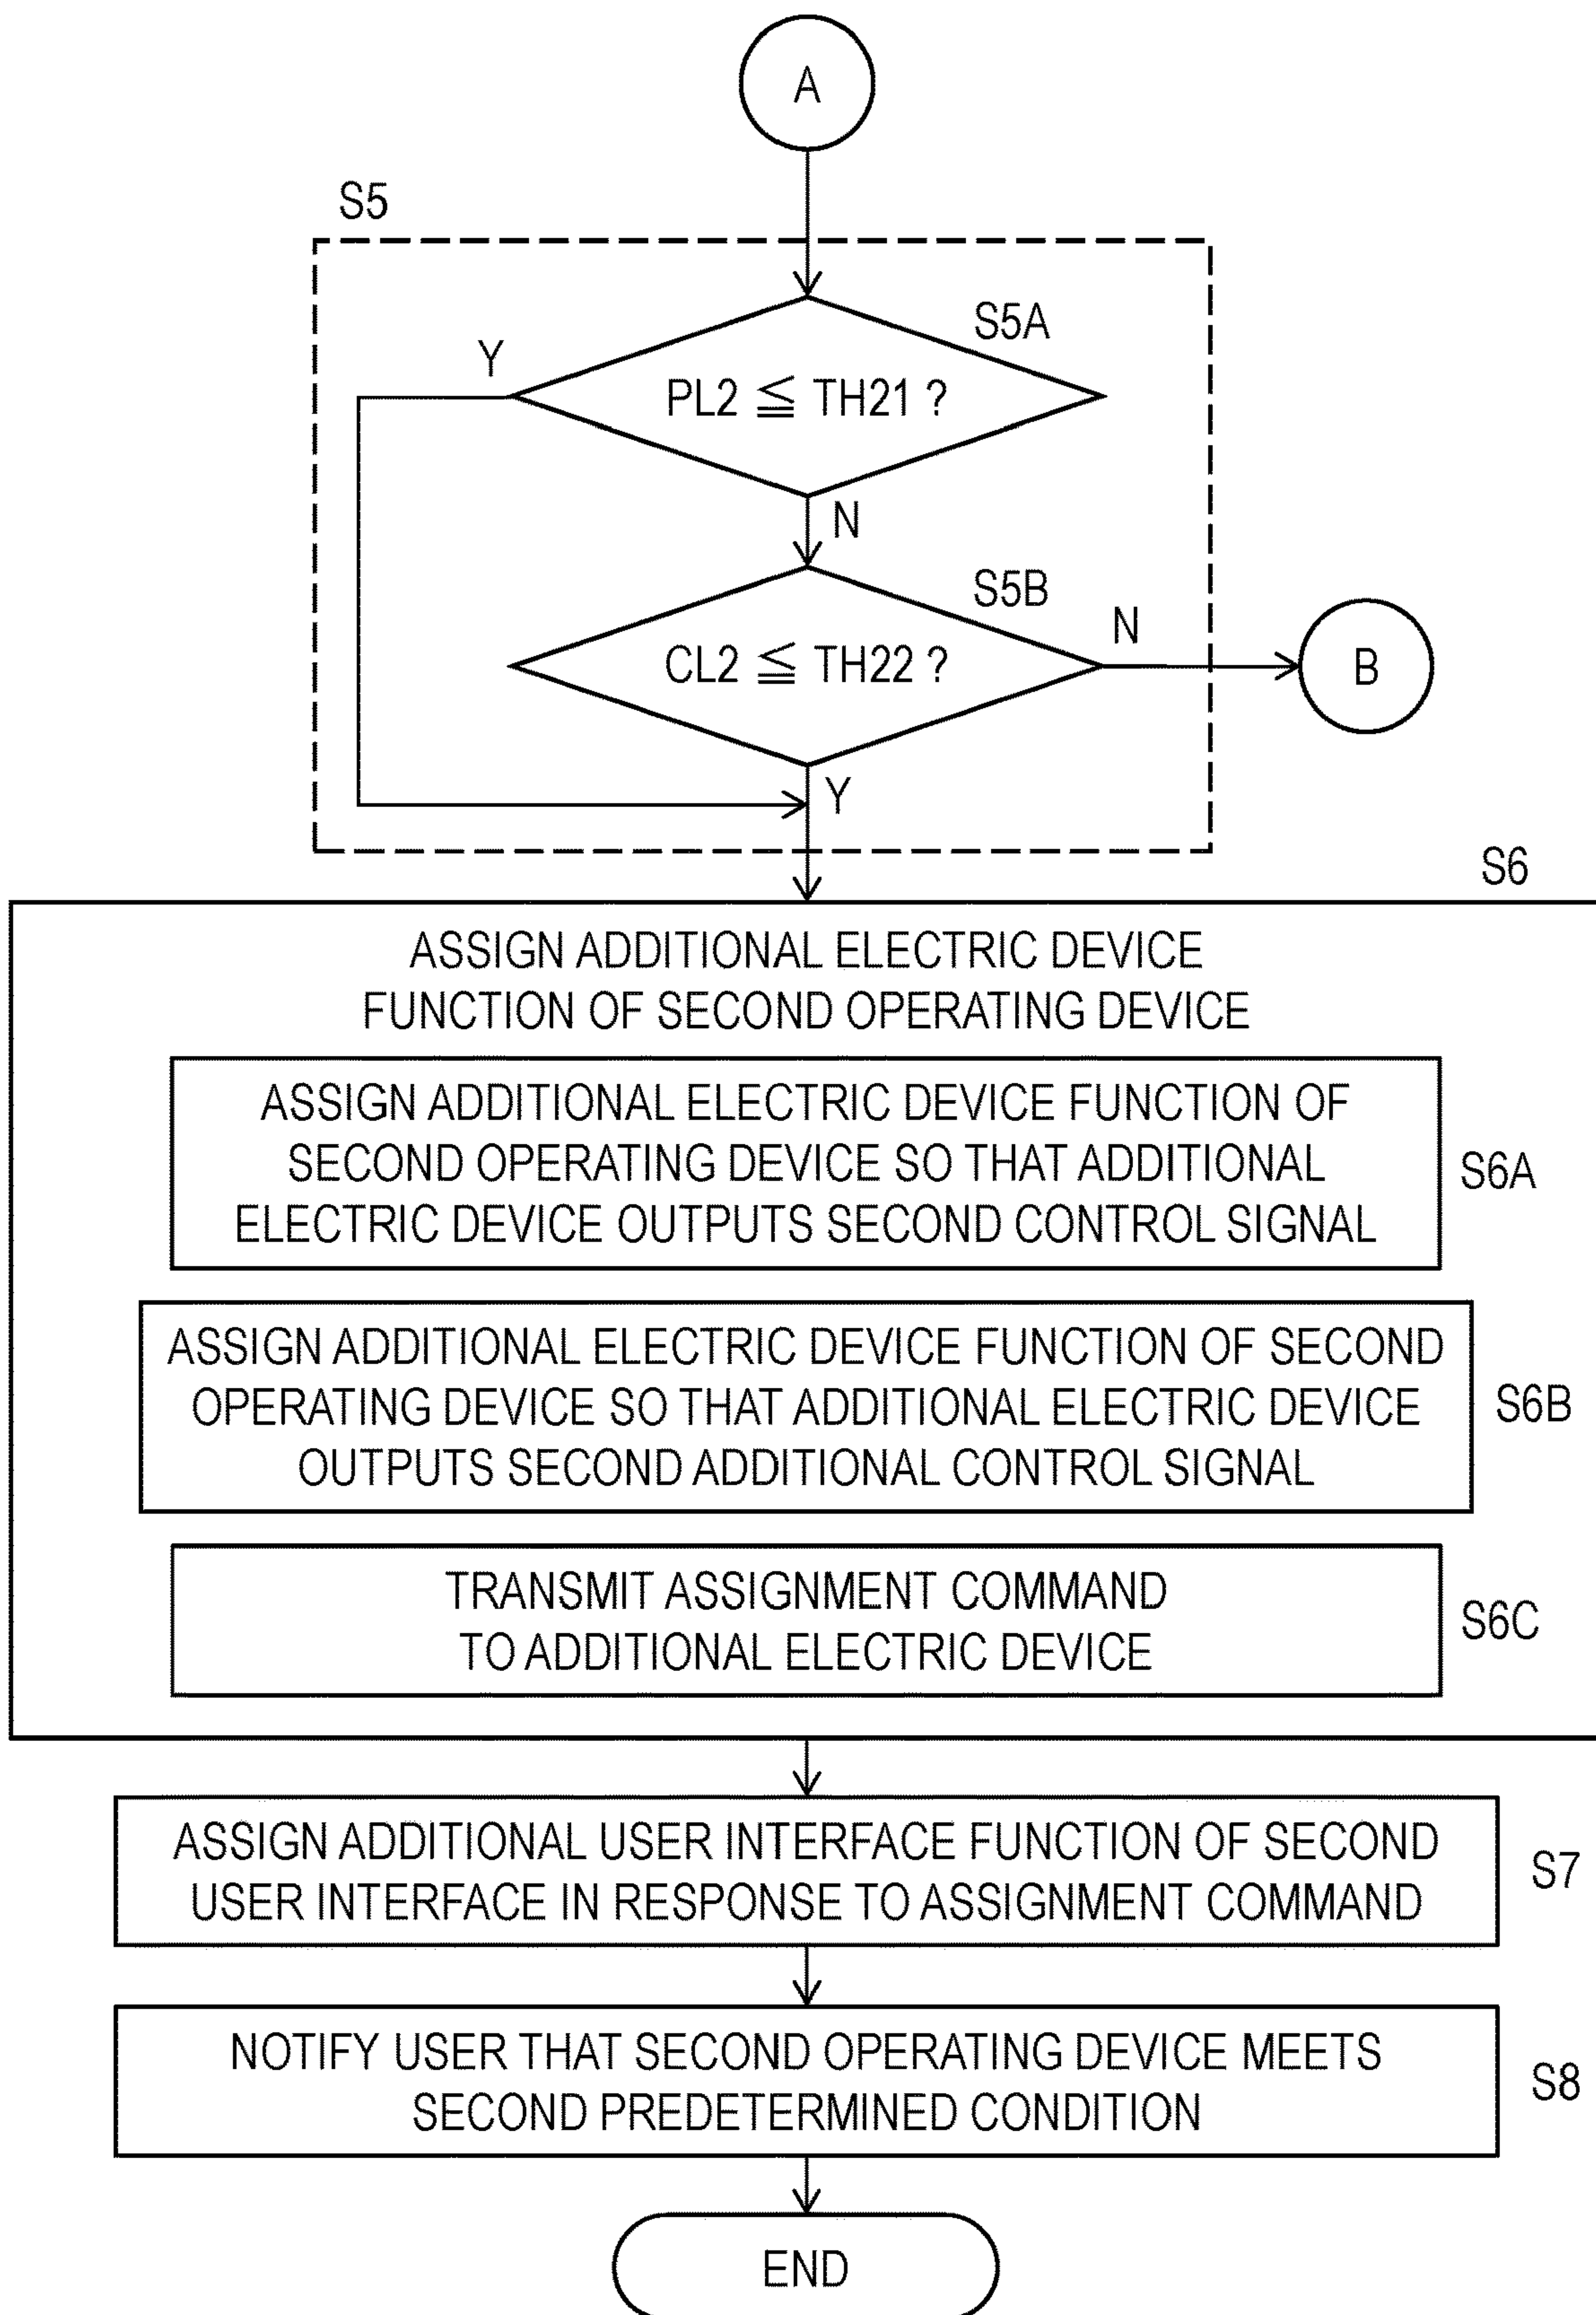 A
S5
S5A
Y
PL2 ≦ TH21 ?
N
S5B
N
CL2 ≦ TH22 ?
B
Y
S6
ASSIGN ADDITIONAL ELECTRIC DEVICE
FUNCTION OF SECOND OPERATING DEVICE
ASSIGN ADDITIONAL ELECTRIC DEVICE FUNCTION OF
SECOND OPERATING DEVICE SO THAT ADDITIONAL
ELECTRIC DEVICE OUTPUTS SECOND CONTROL SIGNAL
S6A
ASSIGN ADDITIONAL ELECTRIC DEVICE FUNCTION OF SECOND
OPERATING DEVICE SO THAT ADDITIONAL ELECTRIC DEVICE
OUTPUTS SECOND ADDITIONAL CONTROL SIGNAL
S6B
TRANSMIT ASSIGNMENT COMMAND
TO ADDITIONAL ELECTRIC DEVICE
S6C
ASSIGN ADDITIONAL USER INTERFACE FUNCTION OF SECOND
USER INTERFACE IN RESPONSE TO ASSIGNMENT COMMAND
S7
NOTIFY USER THAT SECOND OPERATING DEVICE MEETS
SECOND PREDETERMINED CONDITION
S8
END